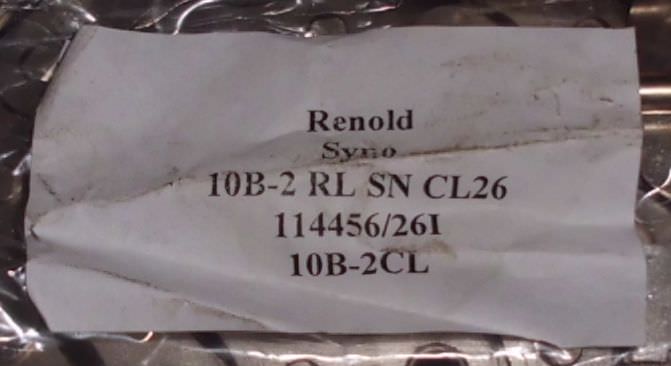 Renold
Syno
10B-2 RL SN CL26
114456/26I
10B-2CL